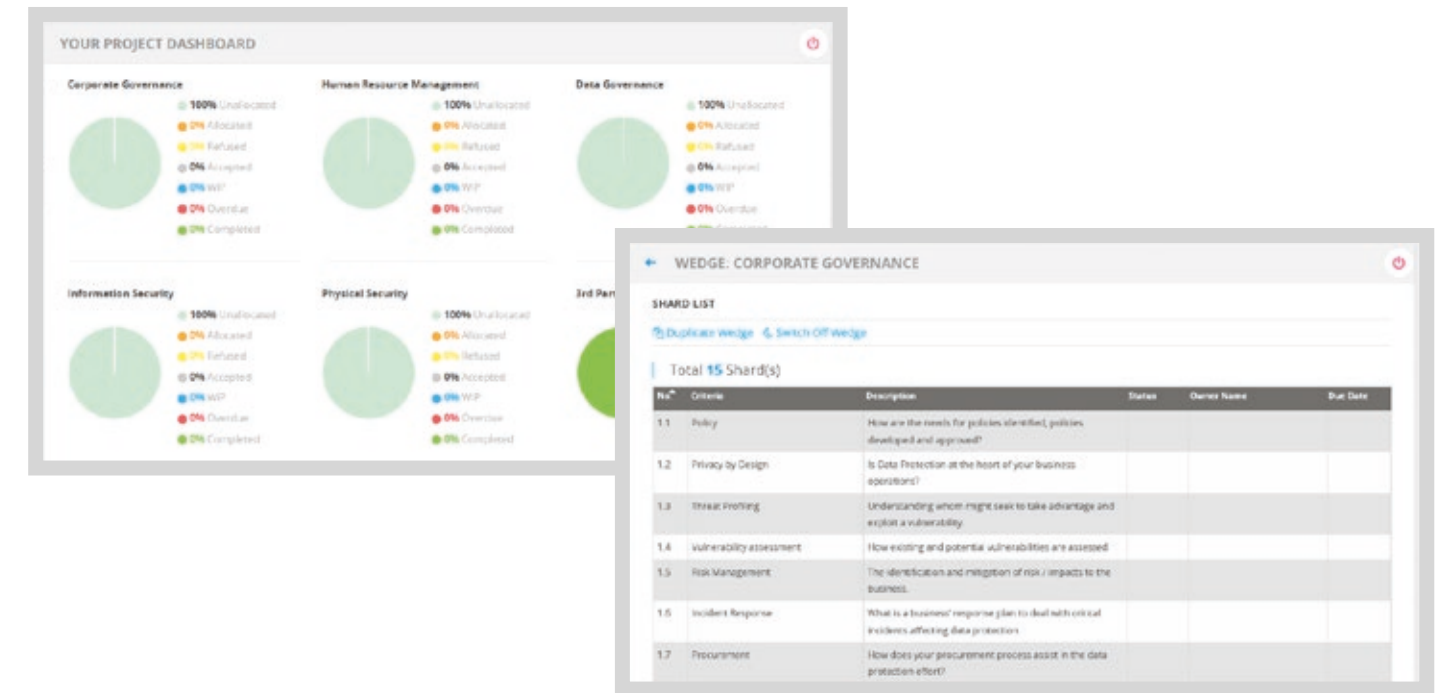 YOUR PROJECT DASHBOARD
Corporate Governance
100% Unallocated
0% Allocated
0% Refused
0% Accepted
0% WIP
0% Overdue
0% Completed
Human Resource Management
100% Unallocated
0% Allocated
0% Refused
0% Accepted
0% WIP
0% Overdue
0% Completed
Data Governance
100% Unallocated
0% Allocated
0% Refused
0% Accepted
0% WIP
0% Overdue
Information Security
100% Unallocated
0% Allocated
0% Refused
0% Accepted
0% WIP
0% Overdue
0% Completed
Physical Security
100% Unallocated
0% Allocated
0% Refused
0% Accepted
0% WIP
0% Overdue
0% Completed
3rd Par
WEDGE: CORPORATE GOVERNANCE
SHARD LIST
Duplicate Wedge Switch Off Wedge
Total 15 Shard(s)
No Criteria Description Status Owner Name Due Date
1.1 Policy How are the needs for policies identified, policies
developed and approved?
1.2 Privacy by Design Is Data Protection at the heart of your business
operations?
1.3 Threat Profiling Understanding whom might seek to take advantage and
exploit a vulnerability
1.4 Vulnerability assessment How existing and potential vulnerabilities are assessed
1.5 Risk Management The identification and mitigation of risk / impacts to the
business.
1.6 Incident Response What is a business' response plan to deal with critical
incidents affecting data protection
1.7 Procurement How does your procurement process assist in the data
protection effort?